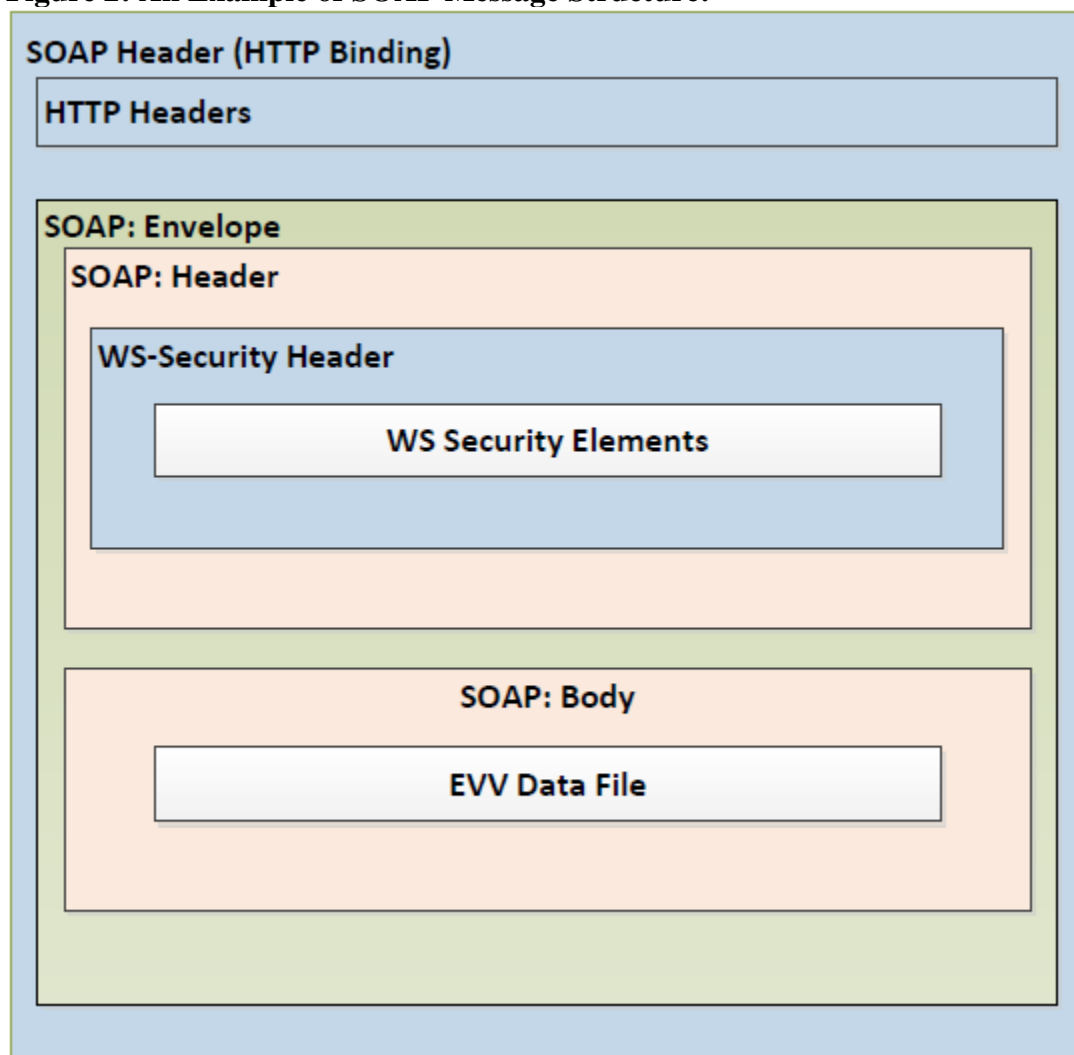 SOAP Header (HTTP Binding)
HTTP Headers
SOAP: Envelope
SOAP: Header
WS-Security Header
WS Security Elements
SOAP: Body
EVV Data File